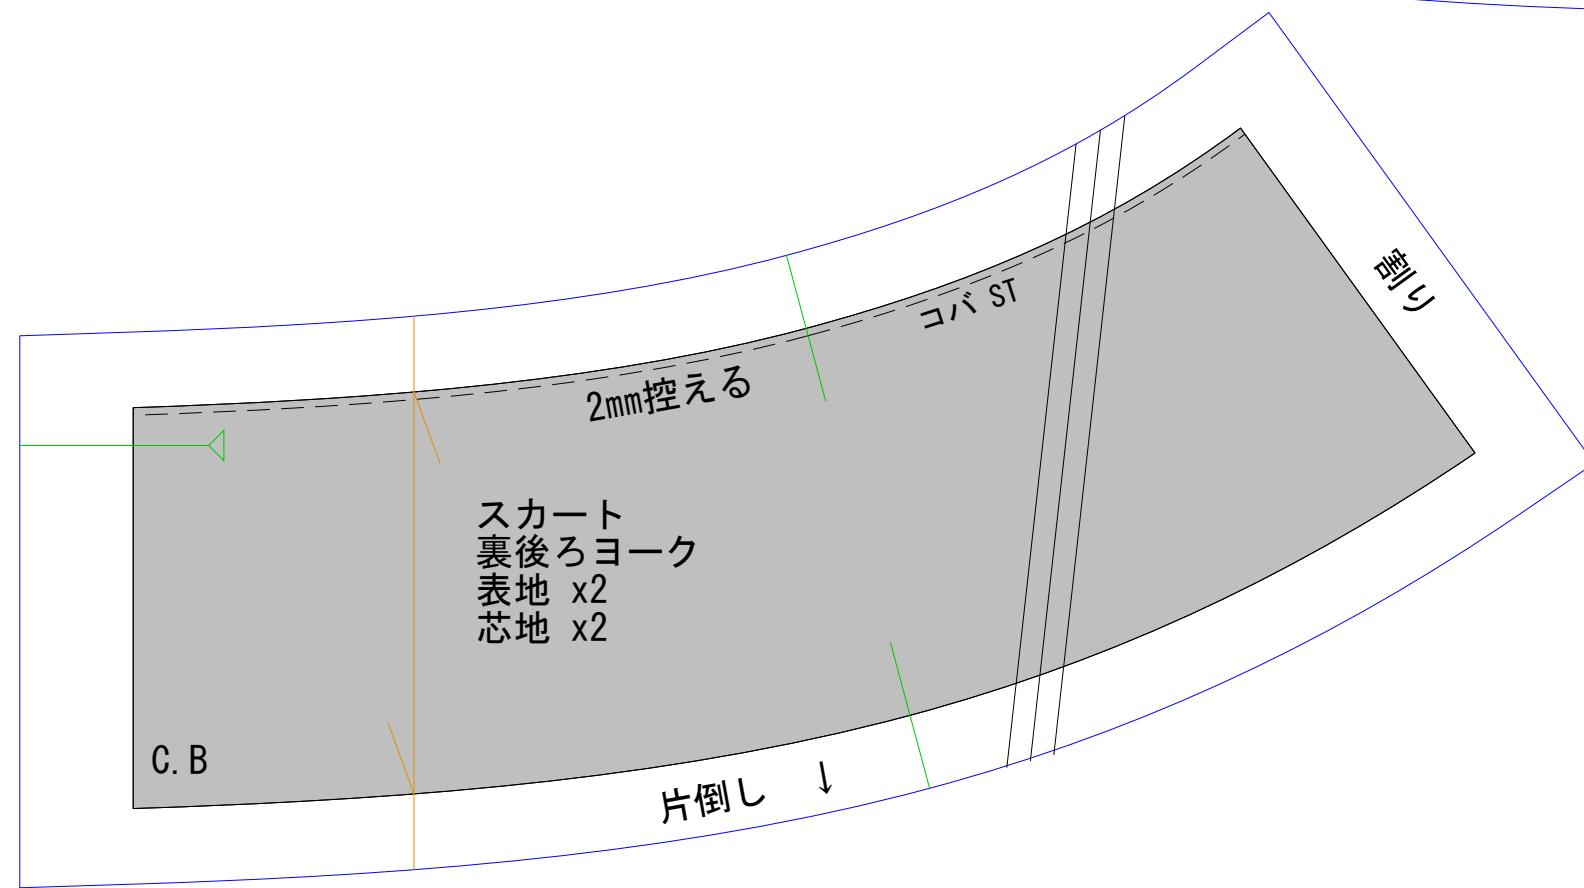 割り
コバ ST
2mm控える
スカート
裏後ろヨーク
表地 x2
芯地 x2
C.B
片倒し ↓